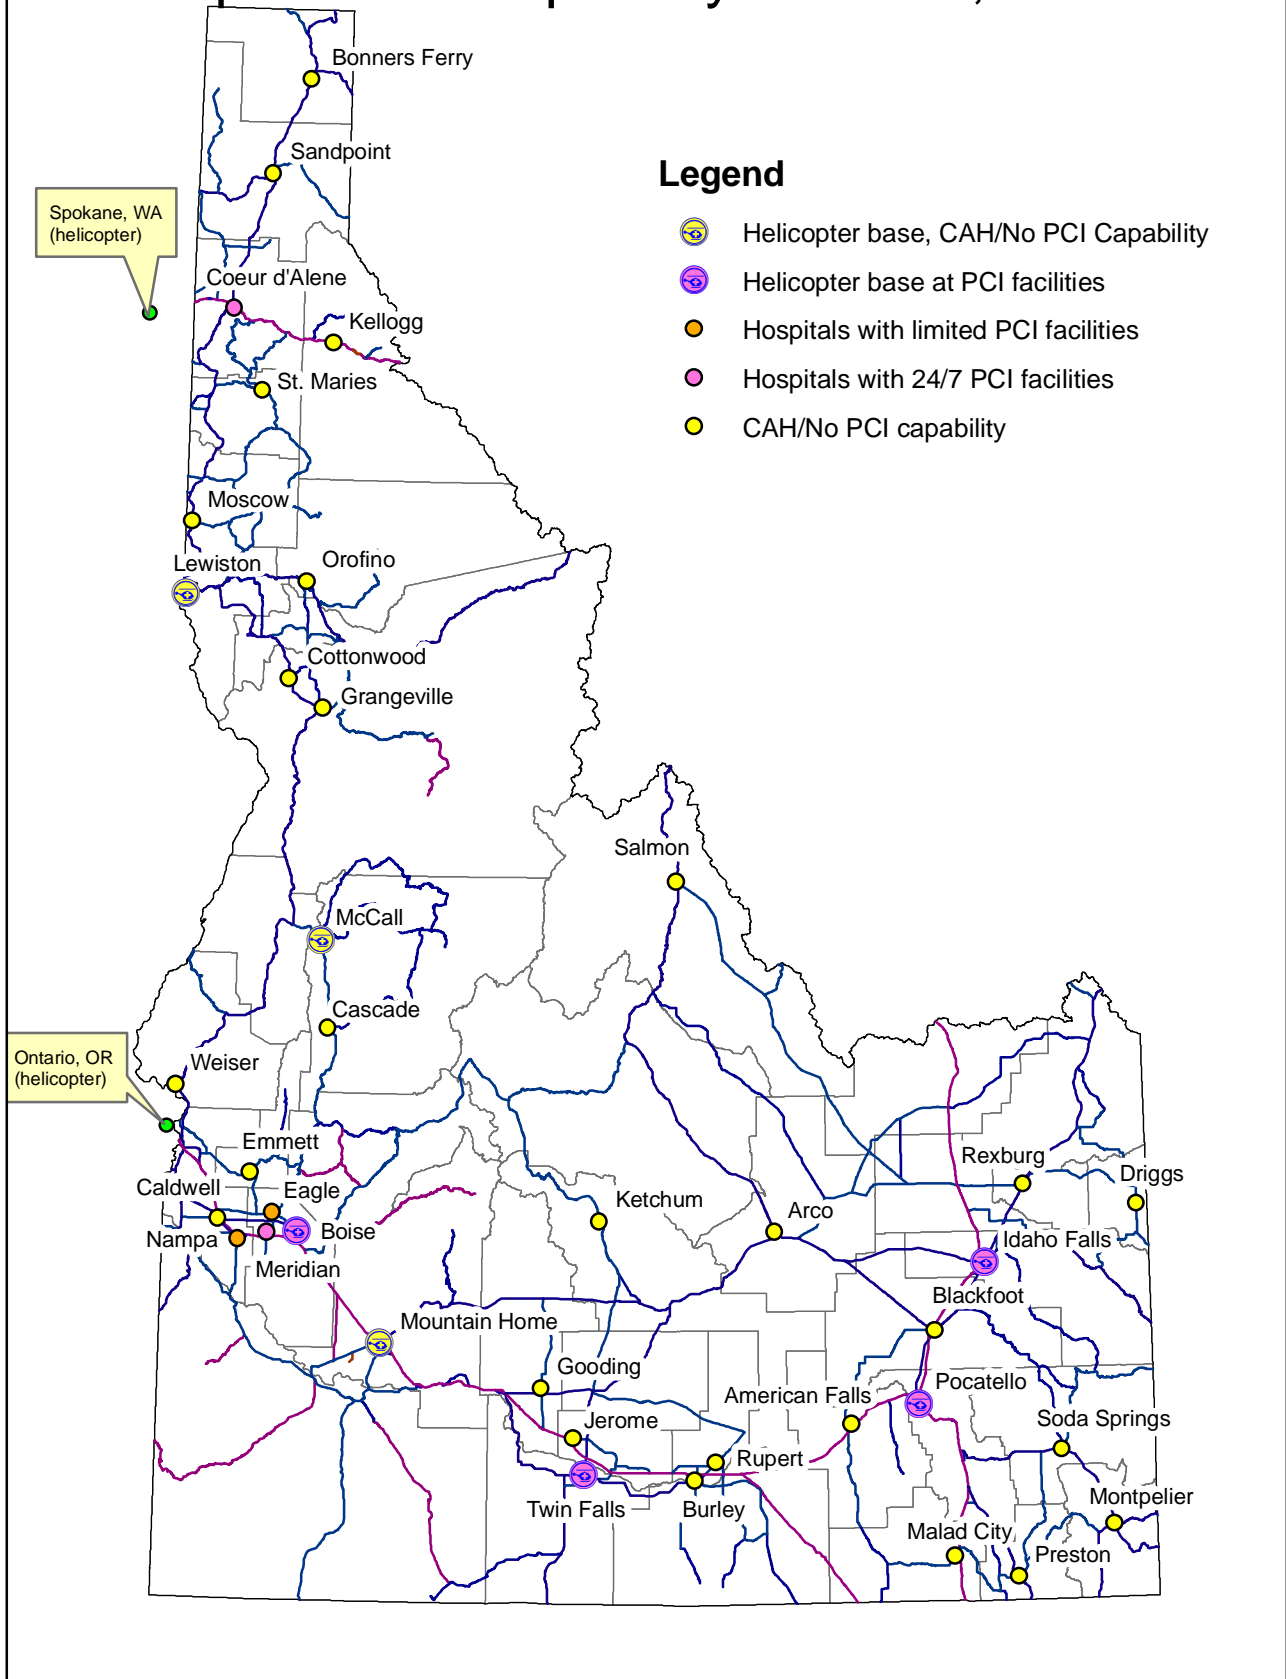 Bonners Ferry
Sandpoint
Legend
Spokane, WA
(helicopter)
Helicopter base, CAH/No PCI Capability
Coeur d'Alene
Helicopter base at PCI facilities
Kellogg
Hospitals with limited PCI facilities
St. Maries
Hospitals with 24/7 PCI facilities
CAH/No PCI capability
Moscow
Lewiston
Orofino
Cottonwood
Grangeville
Salmon
McCall
Cascade
Ontario, OR
(helicopter)
Weiser
Emmett
Rexburg
Driggs
Caldwell
Eagle
Ketchum
Arco
Nampa
Boise
Idaho Falls
Meridian
Blackfoot
Mountain Home
Gooding
American Falls
Pocatello
Jerome
Soda Springs
Rupert
Twin Falls
Burley
Montpelier
Malad City
Preston